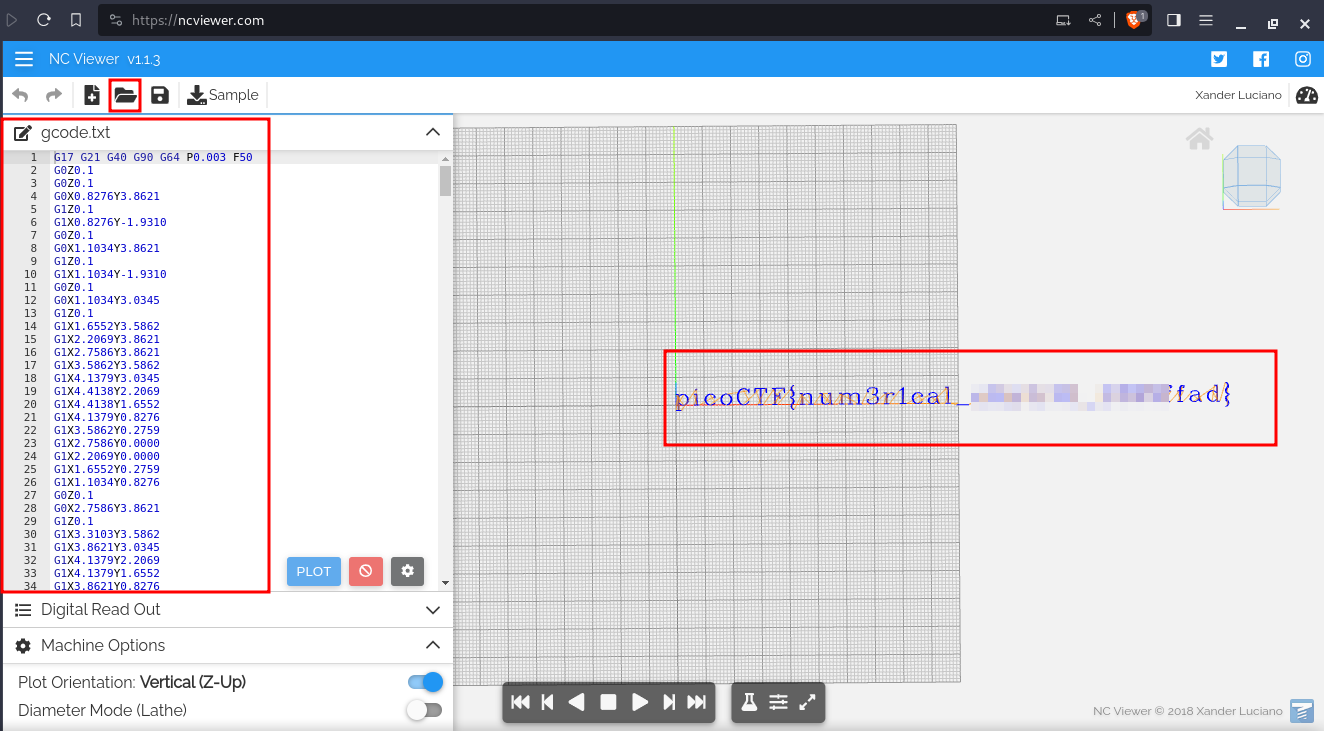 https://ncviewer.com
1
NC Viewer v1.1.3
Sample
Xander Luciano
gcode.txt
1 G17 G21 G40 G90 G64 P0.003 F50
2 G0Z0.1
3 G0Z0.1
4 G0X0.8276Y3.8621
5 G1Z0.1
6 G1X0.8276Y-1.9310
7 G0Z0.1
8 G0X1.1034Y3.8621
9 G1Z0.1
10 G1X1.1034Y-1.9310
11 G0Z0.1
12 G0X1.1034Y3.0345
13 G1Z0.1
14 G1X1.6552Y3.5862
15 G1X2.2069Y3.8621
16 G1X2.7586Y3.8621
17 G1X3.5862Y3.5862
18 G1X4.1379Y3.0345
19 G1X4.4138Y2.2069
20 G1X4.4138Y1.6552
21 G1X4.1379Y0.8276
22 G1X3.5862Y0.2759
23 G1X2.7586Y0.0000
24 G1X2.2069Y0.0000
25 G1X1.6552Y0.2759
26 G1X1.1034Y0.8276
27 G0Z0.1
28 G0X2.7586Y3.8621
29 G1Z0.1
30 G1X3.3103Y3.5862
31 G1X3.8621Y3.0345
32 G1X4.1379Y2.2069
33 G1X4.1379Y1.6552
34 G1X3.8621Y0.8276
PLOT
picoCTF{num3r1cal_ ffad}
Digital Read Out
Machine Options
Plot Orientation: Vertical (Z-Up)
Diameter Mode (Lathe)
NC Viewer © 2018 Xander Luciano